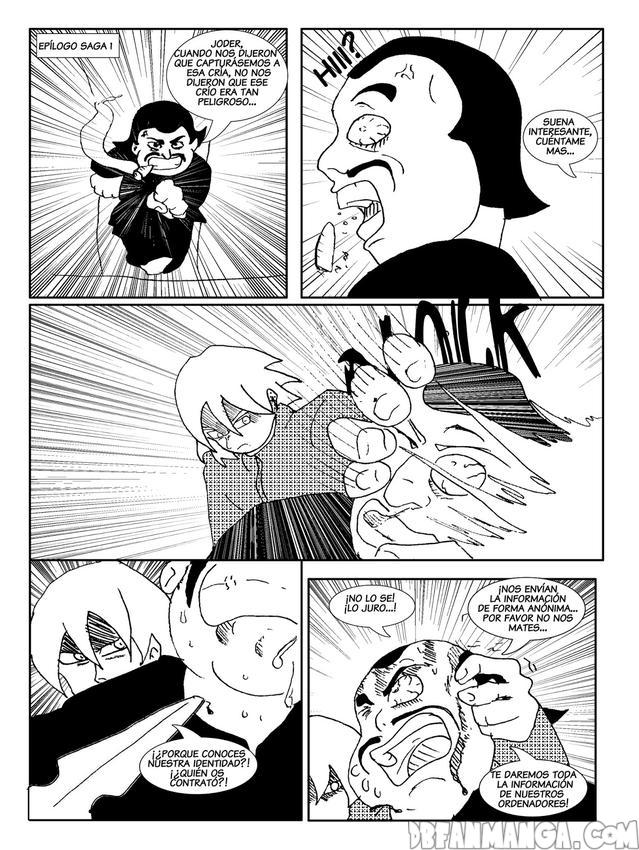 EPÍLOGO SAGA I
JODER,
CUANDO NOS DIJERON
QUE CAPTURÁSEMOS A
ESA CRÍA, NO NOS
DIJERON QUE ESE
CRÍO ERA TAN
PELIGROSO...
HIII?
SUENA
INTERESANTE,
CUÉNTAME
MAS...
¡¿PORQUE CONOCES
NUESTRA IDENTIDAD?!
¡¿QUIÉN OS
CONTRATO?!
¡NO LO SE!
¡LO JURO...!
¡NOS ENVÍAN
LA INFORMACIÓN
DE FORMA ANÓNIMA...
POR FAVOR NO NOS
MATES...
TE DAREMOS TODA
LA INFORMACIÓN
DE NUESTROS
ORDENADORES!
DBFANMANGA.COM